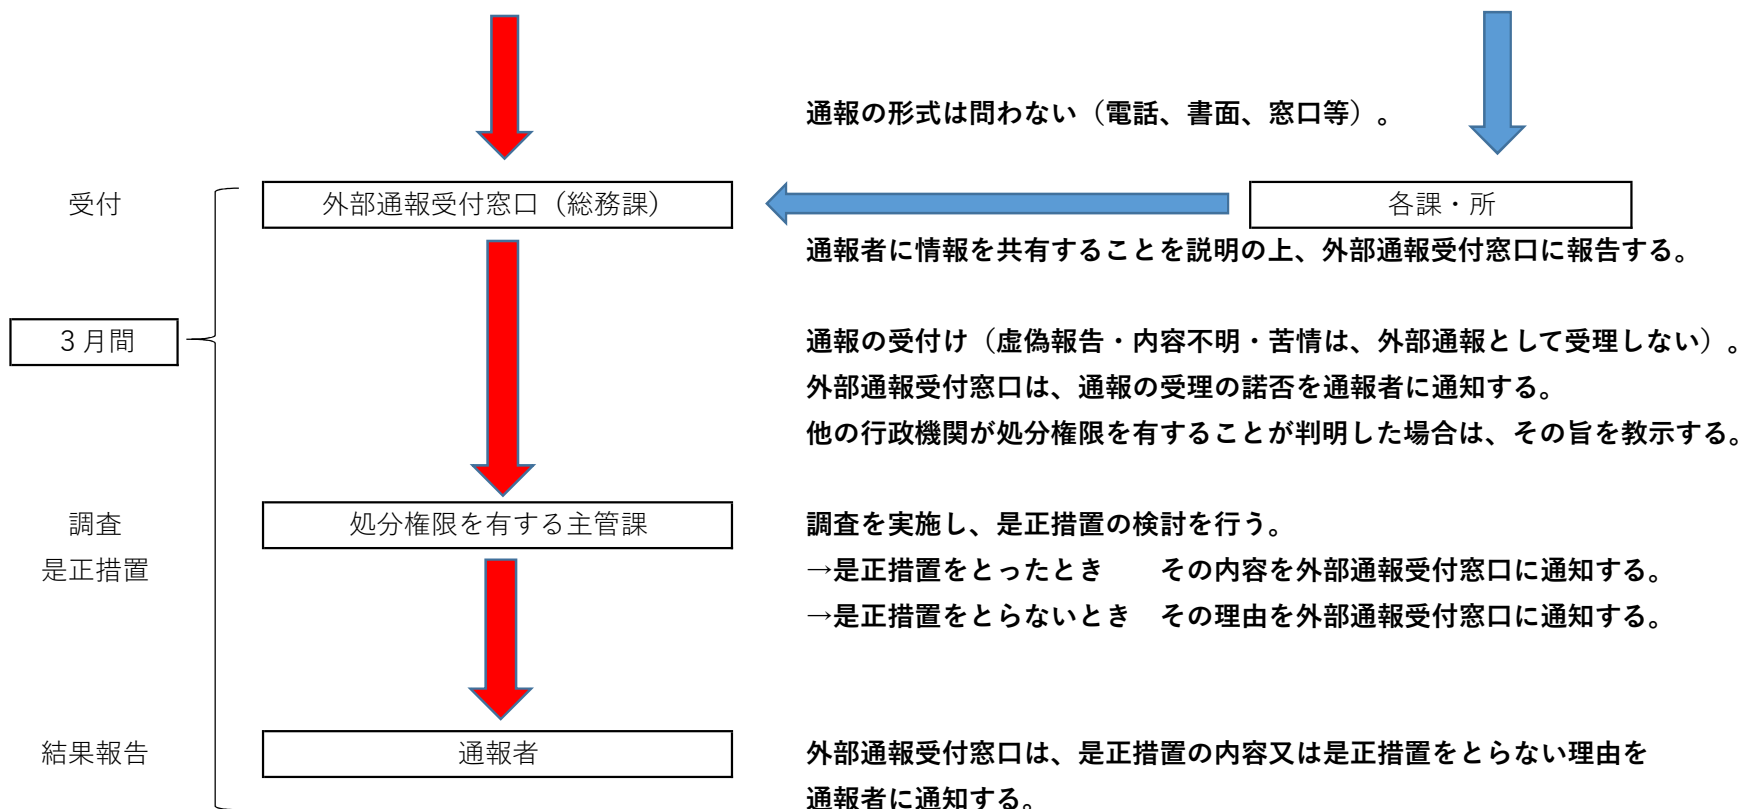 通報の形式は問わない（電話、書面、窓口等）。
受付
外部通報受付窓口（総務課）
各課・所
通報者に情報を共有することを説明の上、外部通報受付窓口に報告する。
３月間
通報の受付け（虚偽報告・内容不明・苦情は、外部通報として受理しない）。
外部通報受付窓口は、通報の受理の諾否を通報者に通知する。
他の行政機関が処分権限を有することが判明した場合は、その旨を教示する。
調査
是正措置
処分権限を有する主管課
調査を実施し、是正措置の検討を行う。
→是正措置をとったとき　　その内容を外部通報受付窓口に通知する。
→是正措置をとらないとき　その理由を外部通報受付窓口に通知する。
結果報告
通報者
外部通報受付窓口は、是正措置の内容又は是正措置をとらない理由を
通報者に通知する。